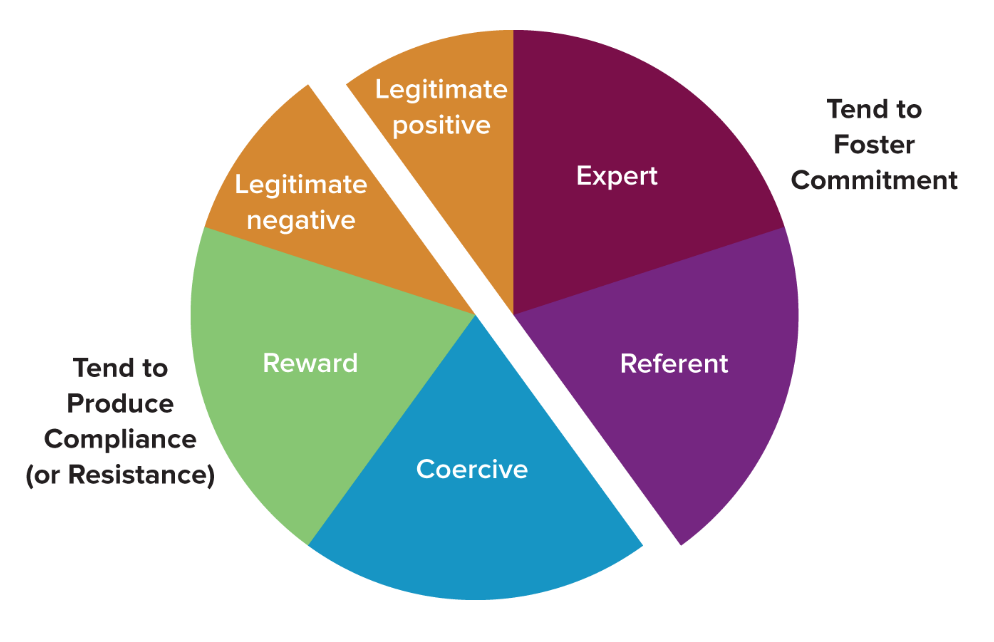 Legitimate
positive
Expert
Tend to
Foster
Commitment
Legitimate
negative
Reward
Referent
Coercive
Tend to
Produce
Compliance
(or Resistance)